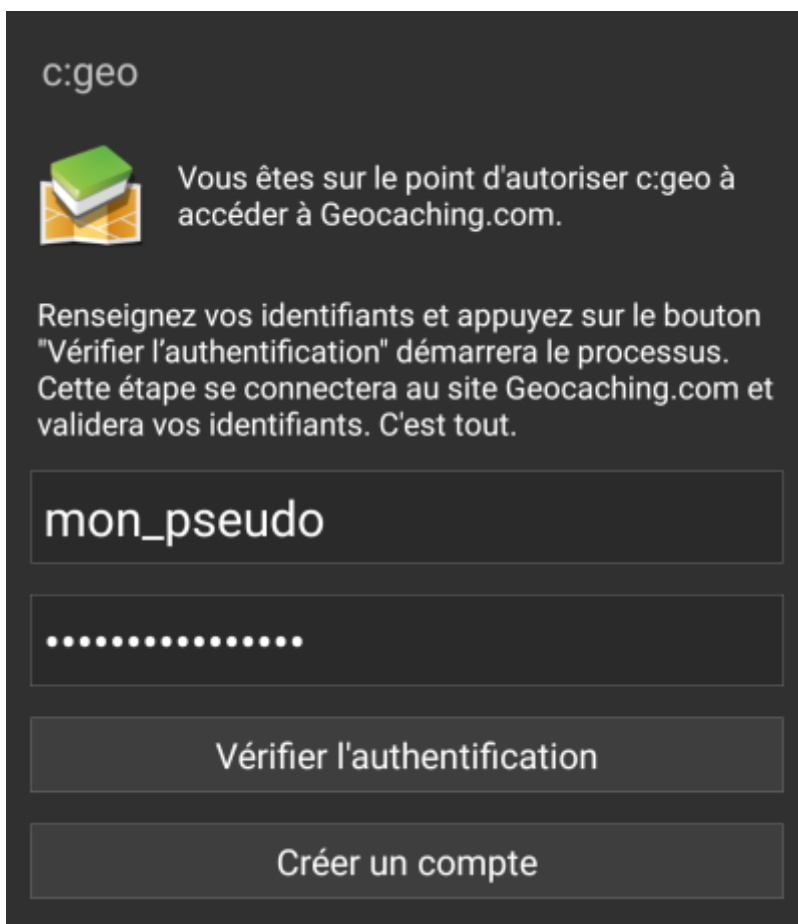 c:geo
Vous êtes sur le point d'autoriser c:geo à
accéder à Geocaching.com.
Renseignez vos identifiants et appuyez sur le bouton
"Vérifier l’authentification" démarrera le processus.
Cette étape se connectera au site Geocaching.com et
validera vos identifiants. C'est tout.
mon_pseudo
••••••••••••••••
Vérifier l'authentification
Créer un compte